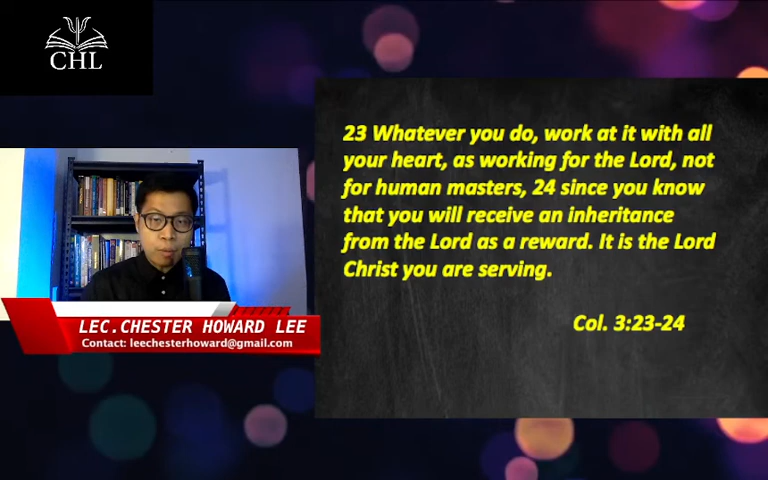 CHL
23 Whatever you do, work at it with all
your heart, as working for the Lord, not
for human masters, 24 since you know
that you will receive an inheritance
from the Lord as a reward. It is the Lord
Christ you are serving.
Col. 3:23-24
LEC.CHESTER HOWARD LEE
Contact: leechesterhoward@gmail.com